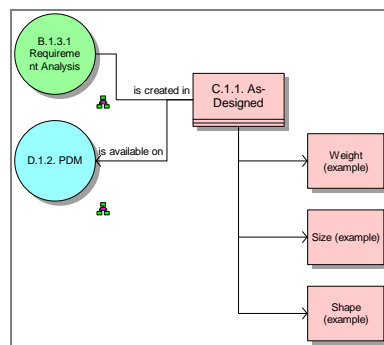 B.1.3.1
Requireme
nt Analysis
is created in
C.1.1. As-
Designed
D.1.2. PDM
is available on
Weight
(example)
Size (example)
Shape
(example)